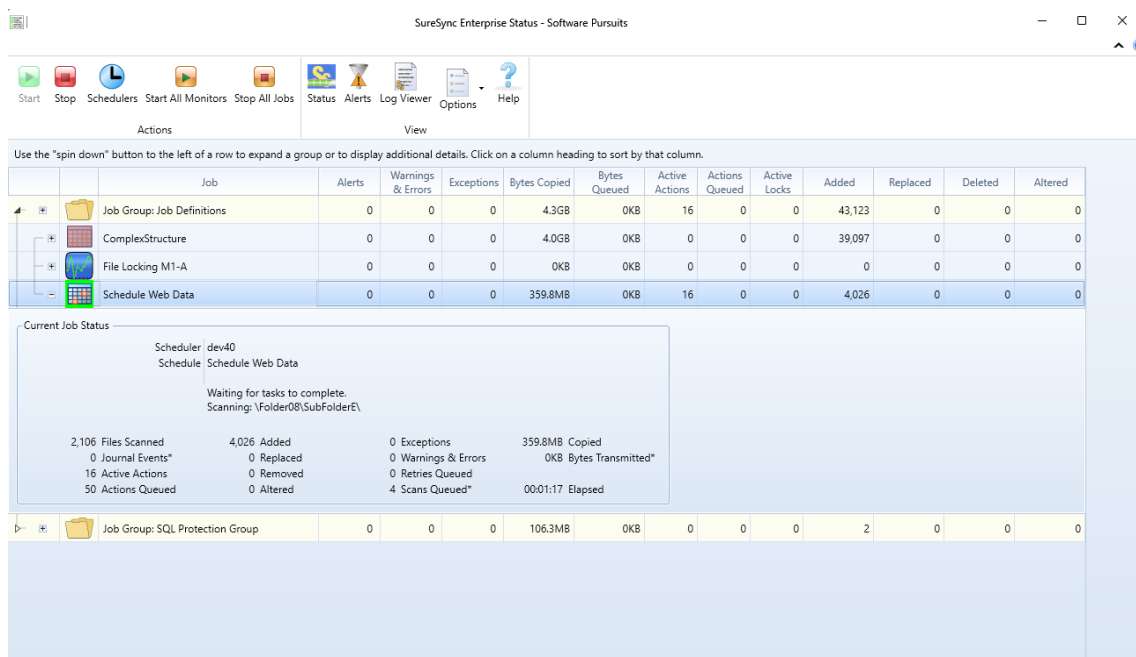 SureSync Enterprise Status - Software Pursuits
Start Stop Schedulers Start All Monitors Stop All Jobs Status Alerts Log Viewer Options Help
Actions View
Use the "spin down" button to the left of a row to expand a group or to display additional details. Click on a column heading to sort by that column.
Job Alerts Warnings & Errors Exceptions Bytes Copied Bytes Queued Active Actions Actions Queued Active Locks Added Replaced Deleted Altered
Job Group: Job Definitions 0 0 0 4.3GB 0KB 16 0 0 43,123 0 0 0
ComplexStructure 0 0 0 4.0GB 0KB 0 0 0 39,097 0 0 0
File Locking M1-A 0 0 0 0KB 0KB 0 0 0 0 0 0 0
Schedule Web Data 0 0 0 359.8MB 0KB 16 0 0 4,026 0 0 0
Current Job Status
Scheduler dev40
Schedule Schedule Web Data
Waiting for tasks to complete.
Scanning: \Folder08\SubFolderE\
2,106 Files Scanned 4,026 Added 0 Exceptions 359.8MB Copied
0 Journal Events* 0 Replaced 0 Warnings & Errors 0KB Bytes Transmitted*
16 Active Actions 0 Removed 0 Retries Queued
50 Actions Queued 0 Altered 4 Scans Queued* 00:01:17 Elapsed
Job Group: SQL Protection Group 0 0 0 106.3MB 0KB 0 0 0 2 0 0 0